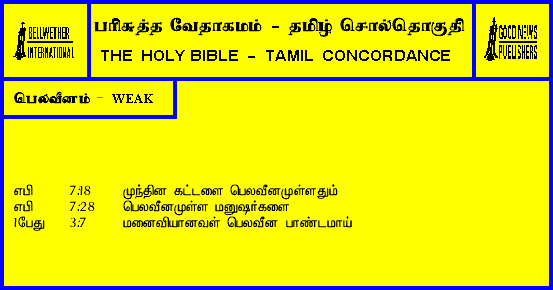 BELLWETHER
INTERNATIONAL
பரிசுத்த வேதாகமம் - தமிழ் சொல்தொகுதி
THE HOLY BIBLE - TAMIL CONCORDANCE
GOOD NEWS
PUBLISHERS
பெலவீனம் - WEAK
எபி 7:18 முந்தின கட்டளை பெலவீனமுள்ளதும்
எபி 7:28 பெலவீனமுள்ள மனுஷர்களை
1பேது 3:7 மனைவியானவள் பெலவீன பாண்டமாய்